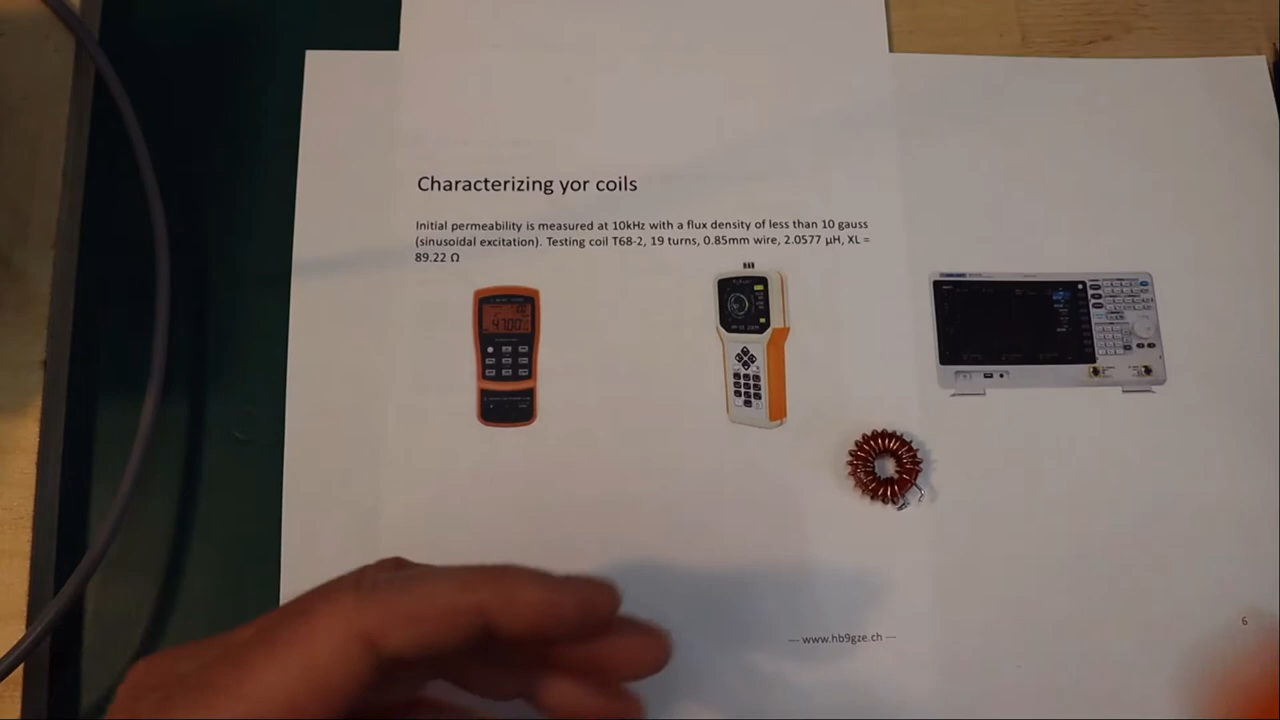 Characterizing yor coils
Initial permeability is measured at 10kHz with a flux density of less than 10 gauss
(sinusoidal excitation). Testing coil T68-2, 19 turns, 0.85mm wire, 2.0577 µH, XL =
89.22 Ω
47.00
6
--- www.hb9gze.ch ---